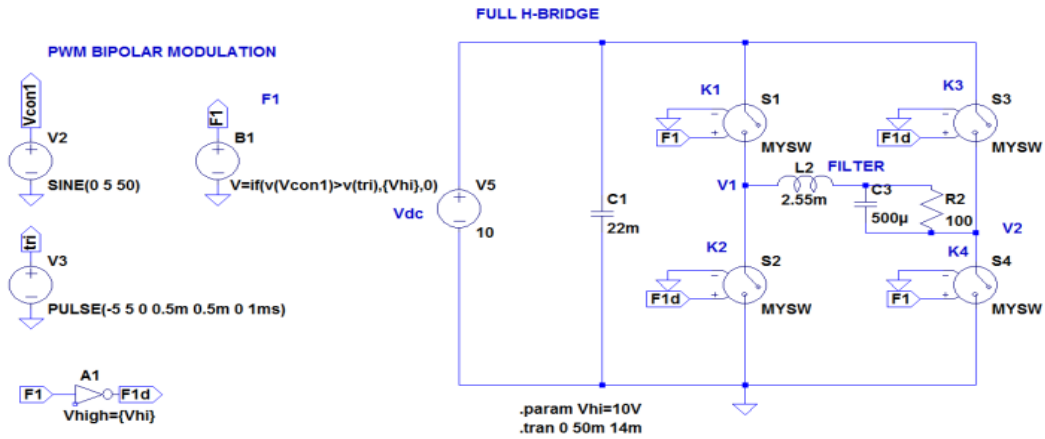 FULL H-BRIDGE
PWM BIPOLAR MODULATION
Vcon1
V2
SINE(0 5 50)
F1
F1
B1
V=if(v(Vcon1)>v(tri),{Vhi},0)
tri
V3
PULSE(-5 5 0 0.5m 0.5m 0 1ms)
F1
A1
F1d
Vhigh={Vhi}
Vdc
V5
10
C1
22m
K1
S1
F1
MYSW
K3
S3
F1d
MYSW
V1
L2
2.55m
FILTER
C3
500µ
R2
100
V2
K2
S2
F1d
MYSW
K4
S4
F1
MYSW
.param Vhi=10V
.tran 0 50m 14m